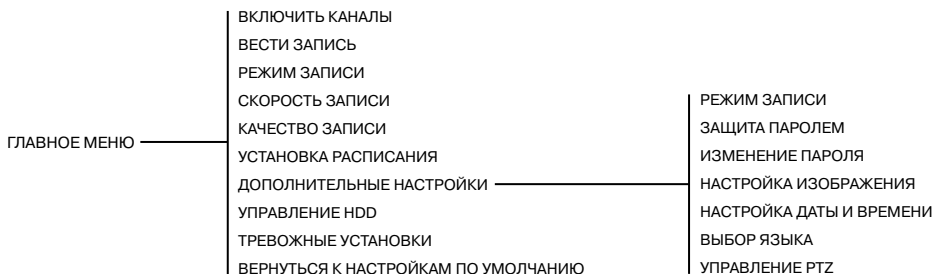 ГЛАВНОЕ МЕНЮ
ВКЛЮЧИТЬ КАНАЛЫ
ВЕСТИ ЗАПИСЬ
РЕЖИМ ЗАПИСИ
СКОРОСТЬ ЗАПИСИ
КАЧЕСТВО ЗАПИСИ
УСТАНОВКА РАСПИСАНИЯ
ДОПОЛНИТЕЛЬНЫЕ НАСТРОЙКИ
УПРАВЛЕНИЕ HDD
ТРЕВОЖНЫЕ УСТАНОВКИ
ВЕРНУТЬСЯ К НАСТРОЙКАМ ПО УМОЛЧАНИЮ
РЕЖИМ ЗАПИСИ
ЗАЩИТА ПАРОЛЕМ
ИЗМЕНЕНИЕ ПАРОЛЯ
НАСТРОЙКА ИЗОБРАЖЕНИЯ
НАСТРОЙКА ДАТЫ И ВРЕМЕНИ
ВЫБОР ЯЗЫКА
УПРАВЛЕНИЕ PTZ